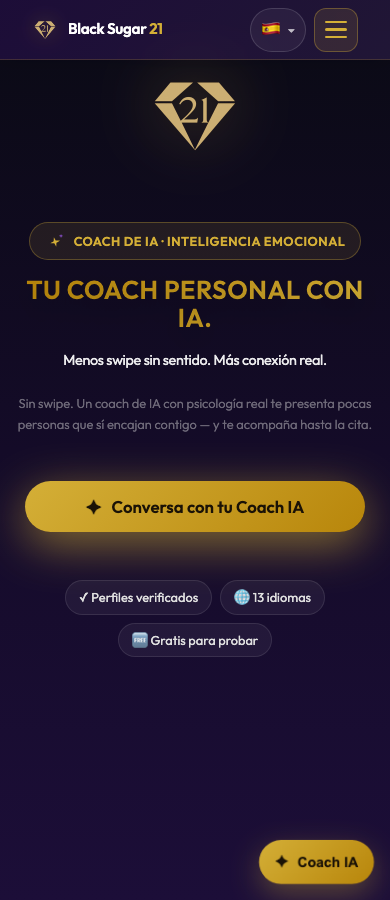 Black Sugar 21
21
COACH DE IA · INTELIGENCIA EMOCIONAL
TU COACH PERSONAL CON
IA.
Menos swipe sin sentido. Más conexión real.
Sin swipe. Un coach de IA con psicología real te presenta pocas
personas que sí encajan contigo — y te acompaña hasta la cita.
✦ Conversa con tu Coach IA
✓ Perfiles verificados
13 idiomas
🆓 Gratis para probar
✦ Coach IA